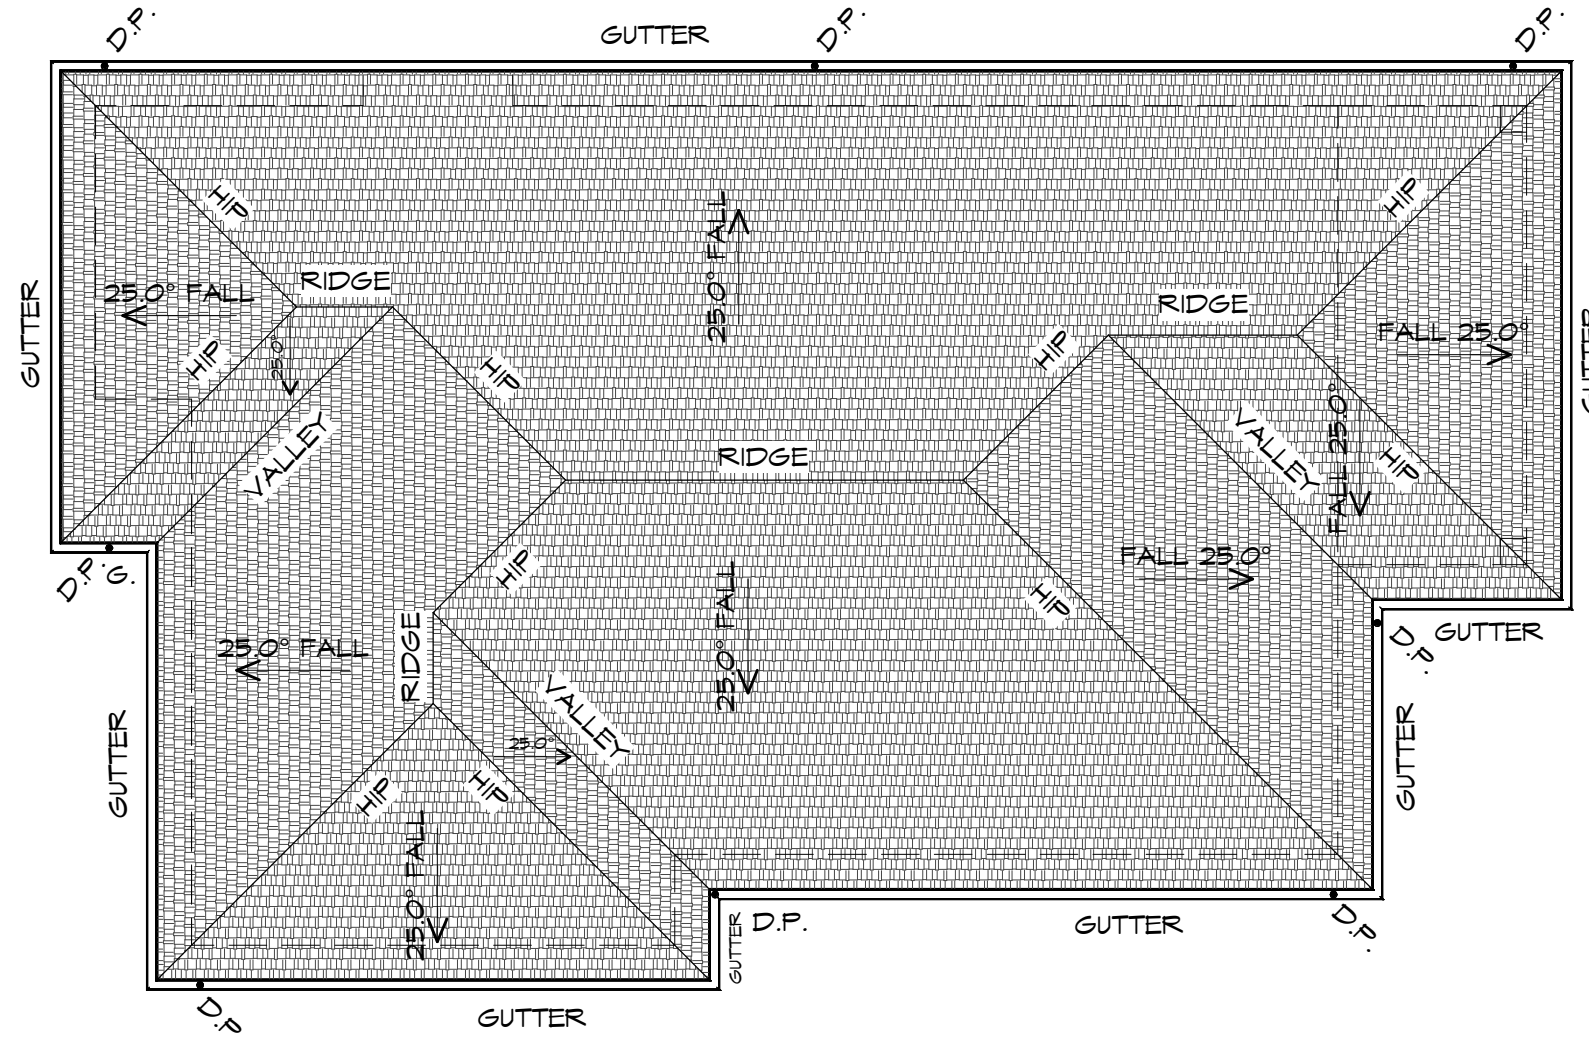 D.P.
GUTTER
D.P.
D.P.
HIP
HIP
25.0° FALL
RIDGE
25.0° FALL
RIDGE
GUTTER
HIP
25.0°
HIP
HIP
FALL 25.0°
GUTTER
VALLEY
RIDGE
VALLEY
FALL 25.0°
HIP
D.P.
G.
HIP
FALL 25.0°
HIP
25.0° FALL
RIDGE
25.0° FALL
D.P.
GUTTER
GUTTER
VALLEY
25.0°
GUTTER
HIP
HIP
25.0° FALL
GUTTER
D.P.
GUTTER
D.P.
D.P
GUTTER